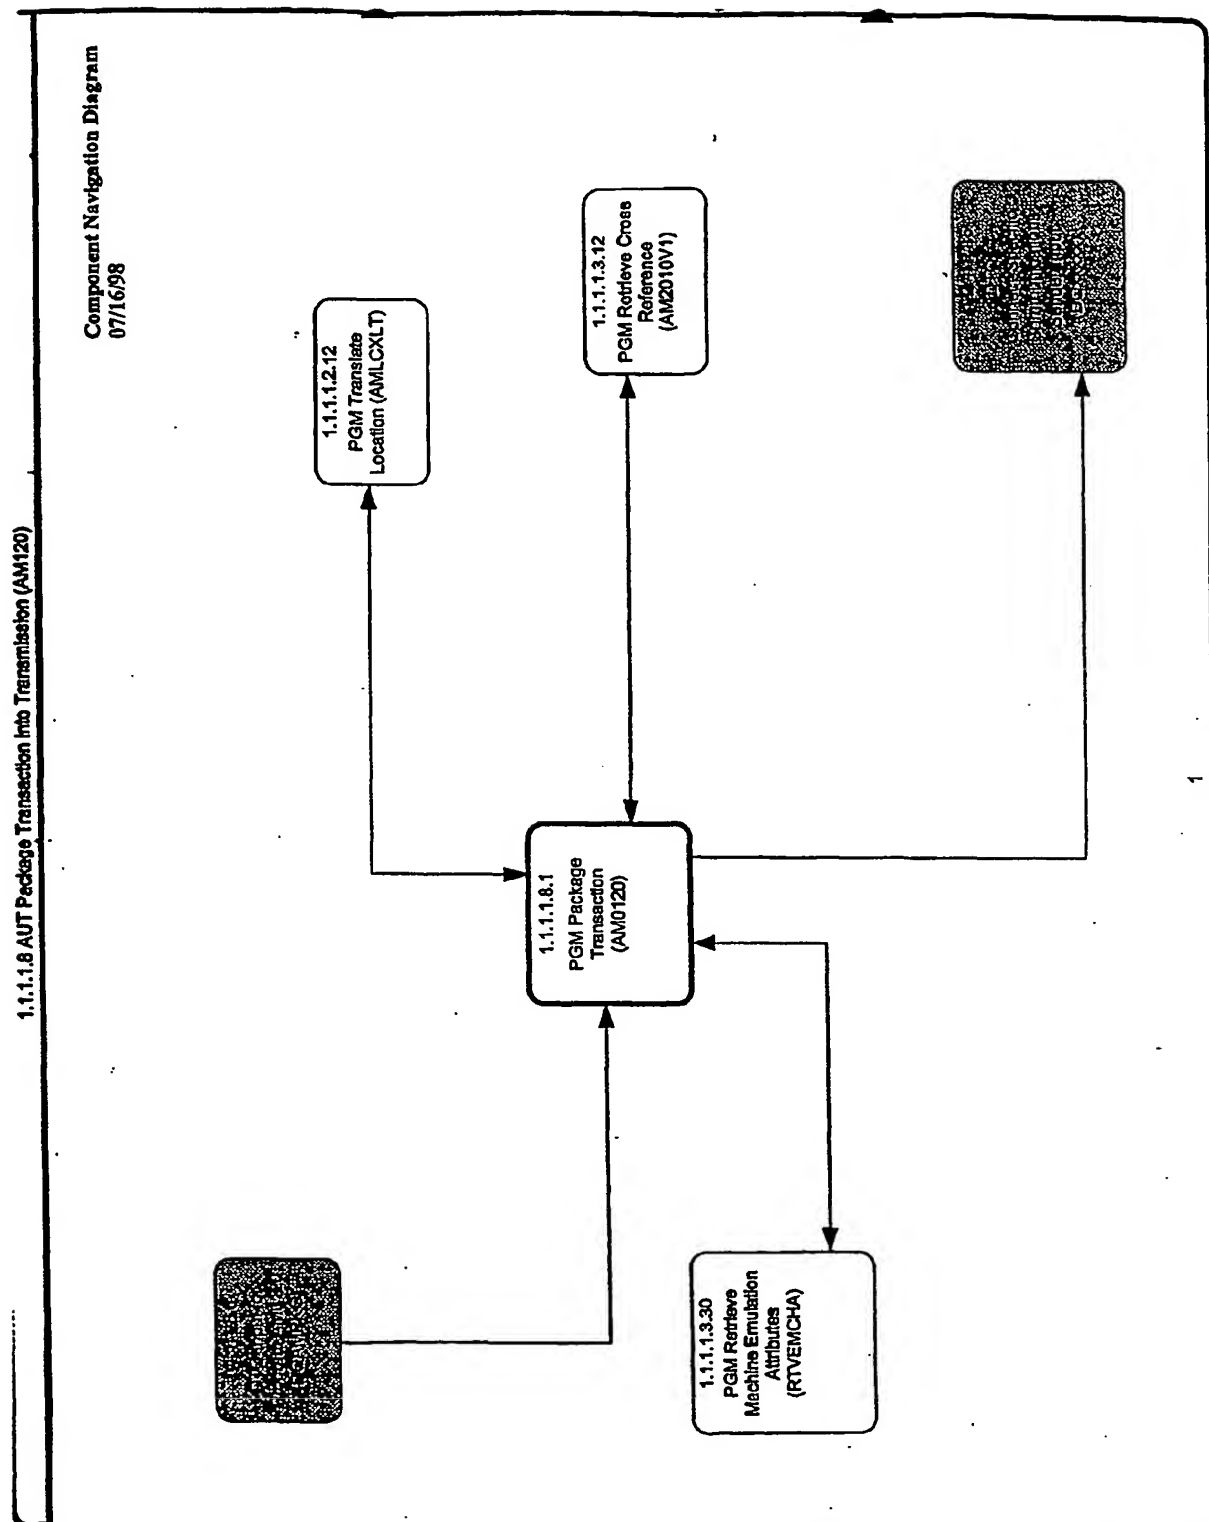 1.1.1.1.8 AUT Package Transaction into Transmission (AM120)
Component Navigation Diagram
07/16/98
1.1.1.1.2.12
PGM Translate
Location (AMLCXLT)
1.1.1.1.3.12
PGM Retrieve Cross
Reference
(AM2010V1)
1.1.1.1.8.1
PGM Package
Transaction
(AM0120)
1.1.1.1.3.30
PGM Retrieve
Machine Emulation
Attributes
(RTVEMCHA)
1